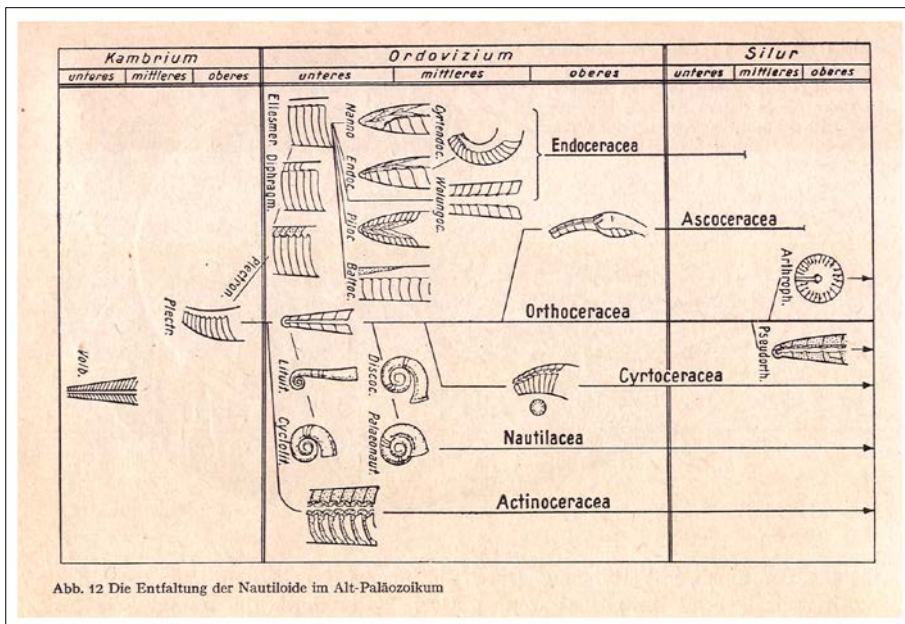 Kambrium
Ordovizium
Silur
unteres
mittleres
oberes
unteres
mittleres
oberes
unteres
mittleres
oberes
Ellesmer.
Diphragm.
Plectron.
Plectr.
Volb.
Nanno
Endoc.
Piloc.
Baltoc.
Cyrtendoc.
Wolungoc.
Endoceracea
Ascoceracea
Arthroph.
Orthoceracea
Pseudorth.
Lituit.
Cyclolit.
Discoc.
Palaeonaut.
Cyrtoceracea
Nautilacea
Actinoceracea
Abb. 12 Die Entfaltung der Nautiloide im Alt-Paläozoikum